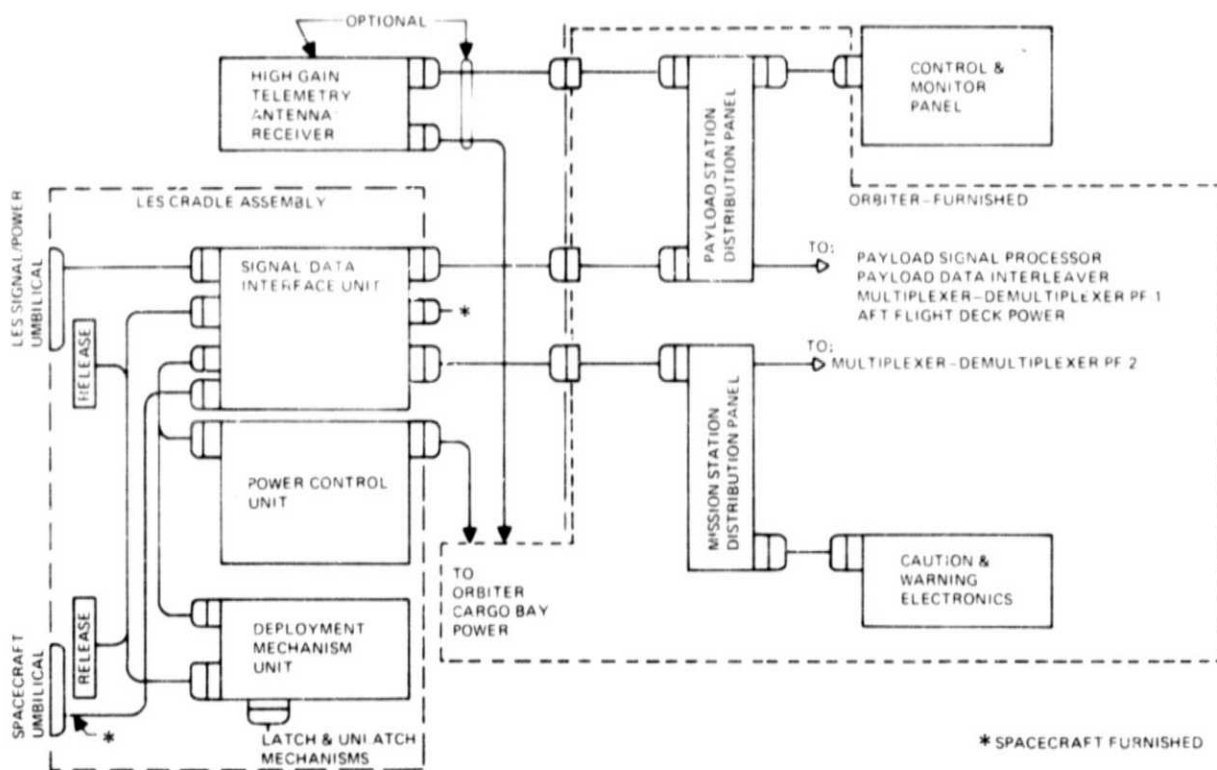 OPTIONAL
HIGH GAIN
TELEMETRY
ANTENNA
RECEIVER
CONTROL &
MONITOR
PANEL
PAYLOAD STATION
DISTRIBUTION PANEL
ORBITER-FURNISHED
LES CRADLE ASSEMBLY
LES SIGNAL/POWER
UMBILICAL
SIGNAL DATA
INTERFACE UNIT
*
TO:
PAYLOAD SIGNAL PROCESSOR
PAYLOAD DATA INTERLEAVER
MULTIPLEXER-DEMULTIPLEXER PF 1
AFT FLIGHT DECK POWER
RELEASE
TO:
MULTIPLEXER-DEMULTIPLEXER PF 2
MISSION STATION
DISTRIBUTION PANEL
POWER CONTROL
UNIT
TO
ORBITER
CARGO BAY
POWER
CAUTION &
WARNING
ELECTRONICS
RELEASE
DEPLOYMENT
MECHANISM
UNIT
SPACECRAFT
UMBILICAL
*
LATCH & UNLATCH
MECHANISMS
* SPACECRAFT FURNISHED